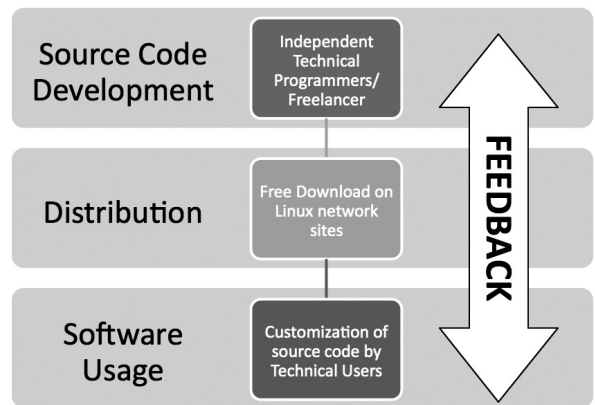 Source Code
Development
Independent
Technical
Programmers/
Freelancer
Distribution
Free Download on
Linux network
sites
Software
Usage
Customization of
source code by
Technical Users
FEEDBACK